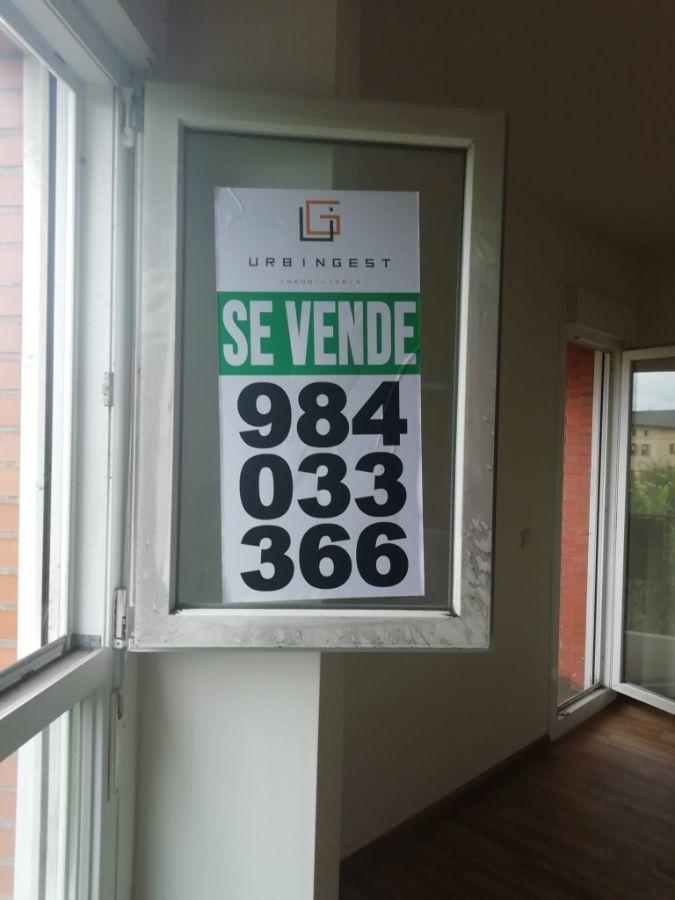 URBINGEST
INMOBILIARIA
SE VENDE
984
033
366